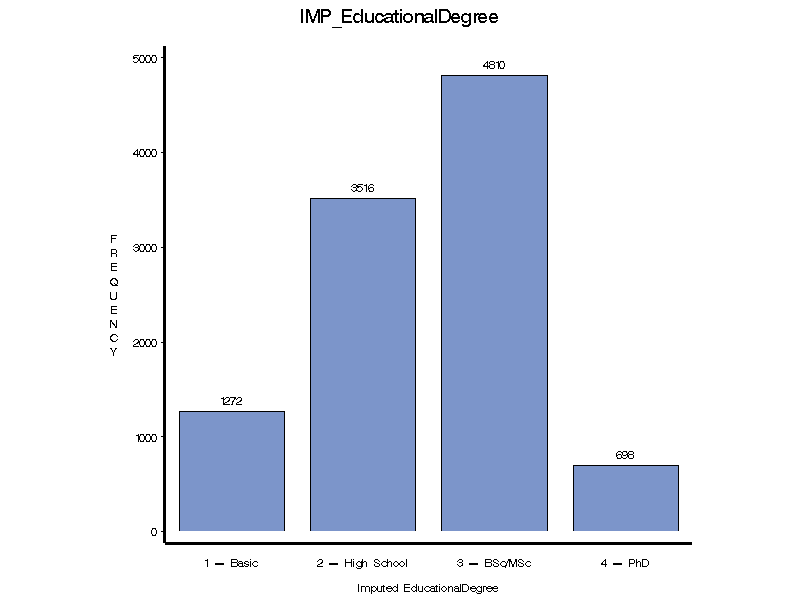 IMP_EducationalDegree
5000
4000
3000
2000
1000
0
FREQUENCY
1272
3516
4810
698
1 - Basic
2 - High School
3 - BSc/MSc
4 - PhD
Imputed EducationalDegree